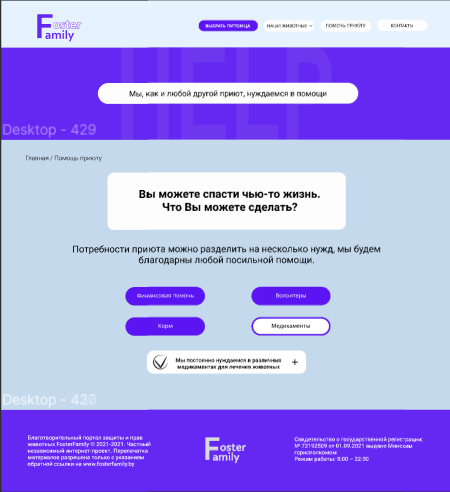 Foster
Family
ВЫБРАТЬ ПИТОМЦА
НАШИ ЖИВОТНЫЕ
ПОМОЧЬ ПРИЮТУ
КОНТАКТЫ
HELP
Мы, как и любой другой приют, нуждаемся в помощи
Desktop - 429
Главная / Помощь приюту
Вы можете спасти чью-то жизнь.
Что Вы можете сделать?
Потребности приюта можно разделить на несколько нужд, мы будем
благодарны любой посильной помощи.
Финансовая помочь
Волонтеры
Корм
Медикаменты
Мы постоянно нуждаемся в различных
медикаментах для лечения животных
+
Desktop -
Благотворительный портал защиты и прав
животных FosterFamily © 2021-2021. Частный
независимый интернет-проект. Перепечатка
материалов разрешена только с указанием
обратной ссылки на www.fosterfamily.by
Foster
Family
Свидетельство о государственной регистрации:
№ 73192509 от 01.09.2021 выдано Минским
горисполкомом
Режим работы: 9:00 – 22:00